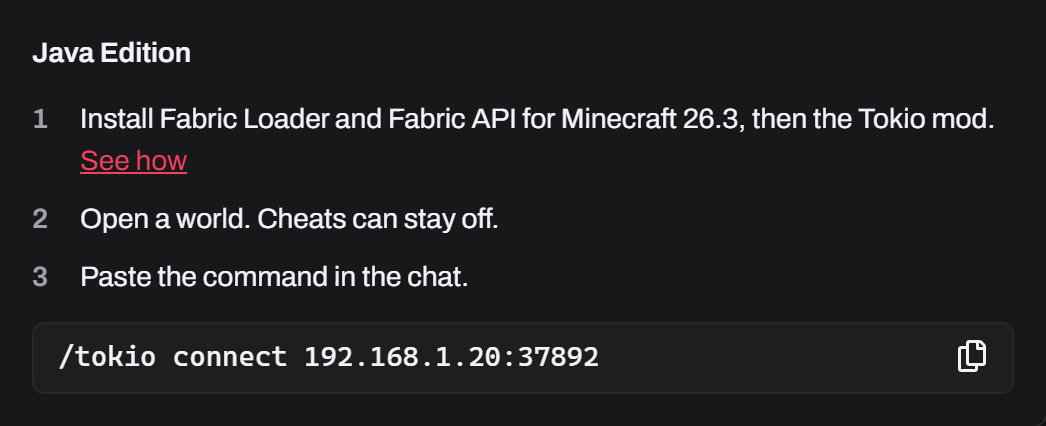 Java Edition
1 Install Fabric Loader and Fabric API for Minecraft 26.3, then the Tokio mod.
See how
2 Open a world. Cheats can stay off.
3 Paste the command in the chat.
/tokio connect 192.168.1.20:37892